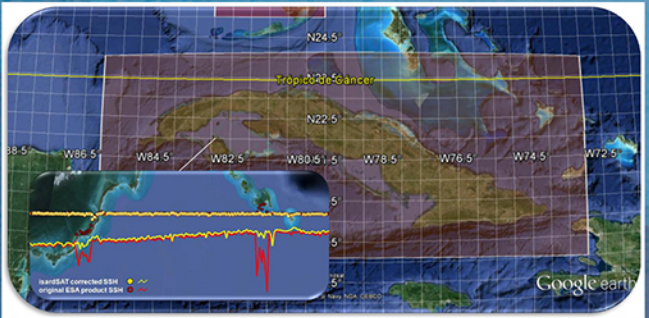 N24.5°
Trópico de Cáncer
N22.5°
W86.5° W84.5° W82.5° W80.5° W78.5° W76.5° W74.5° W72.5°
isardSAT corrected SSH
original ESA product SSH
Google earth